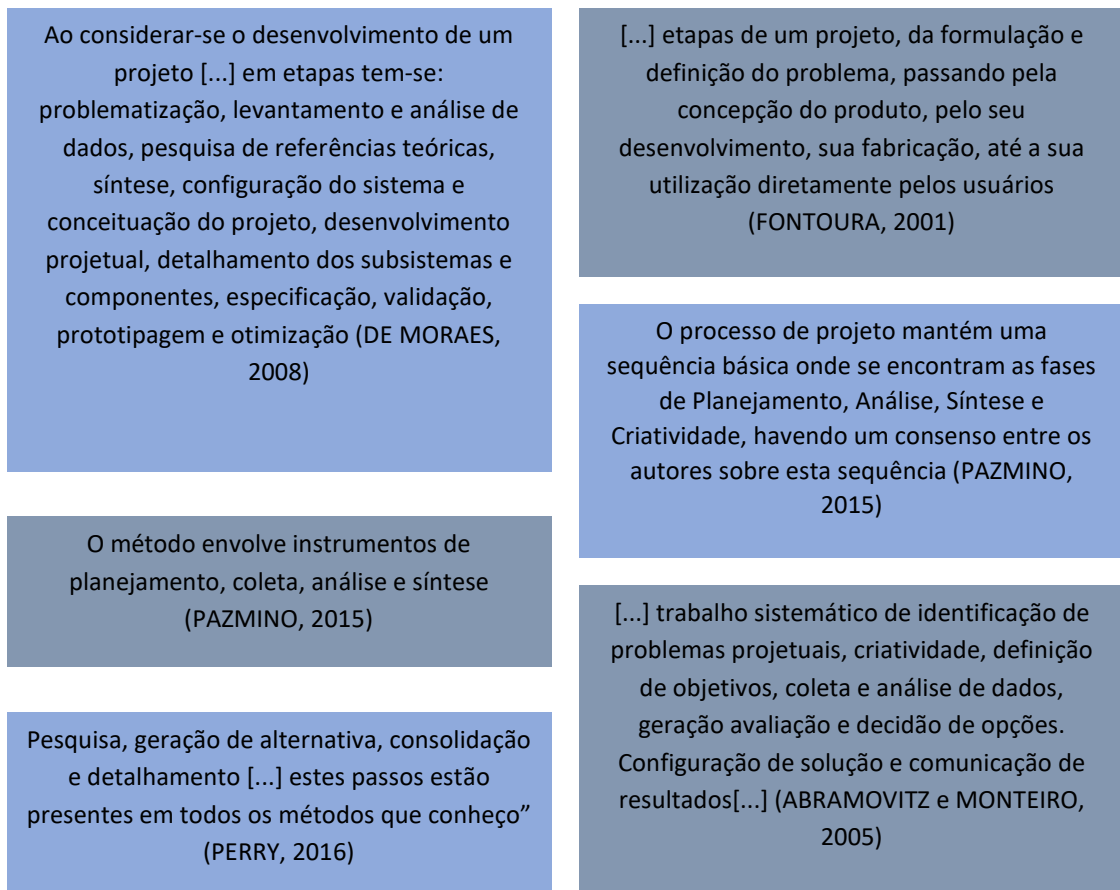 Ao considerar-se o desenvolvimento de um
projeto [...] em etapas tem-se:
problematização, levantamento e análise de
dados, pesquisa de referências teóricas,
síntese, configuração do sistema e
conceituação do projeto, desenvolvimento
projetual, detalhamento dos subsistemas e
componentes, especificação, validação,
prototipagem e otimização (DE MORAES,
2008)
O método envolve instrumentos de
planejamento, coleta, análise e síntese
(PAZMINO, 2015)
Pesquisa, geração de alternativa, consolidação
e detalhamento [...] estes passos estão
presentes em todos os métodos que conheço”
(PERRY, 2016)
[...] etapas de um projeto, da formulação e
definição do problema, passando pela
concepção do produto, pelo seu
desenvolvimento, sua fabricação, até a sua
utilização diretamente pelos usuários
(FONTOURA, 2001)
O processo de projeto mantém uma
sequência básica onde se encontram as fases
de Planejamento, Análise, Síntese e
Criatividade, havendo um consenso entre os
autores sobre esta sequência (PAZMINO,
2015)
[...] trabalho sistemático de identificação de
problemas projetuais, criatividade, definição
de objetivos, coleta e análise de dados,
geração avaliação e decidão de opções.
Configuração de solução e comunicação de
resultados[...] (ABRAMOVITZ e MONTEIRO,
2005)